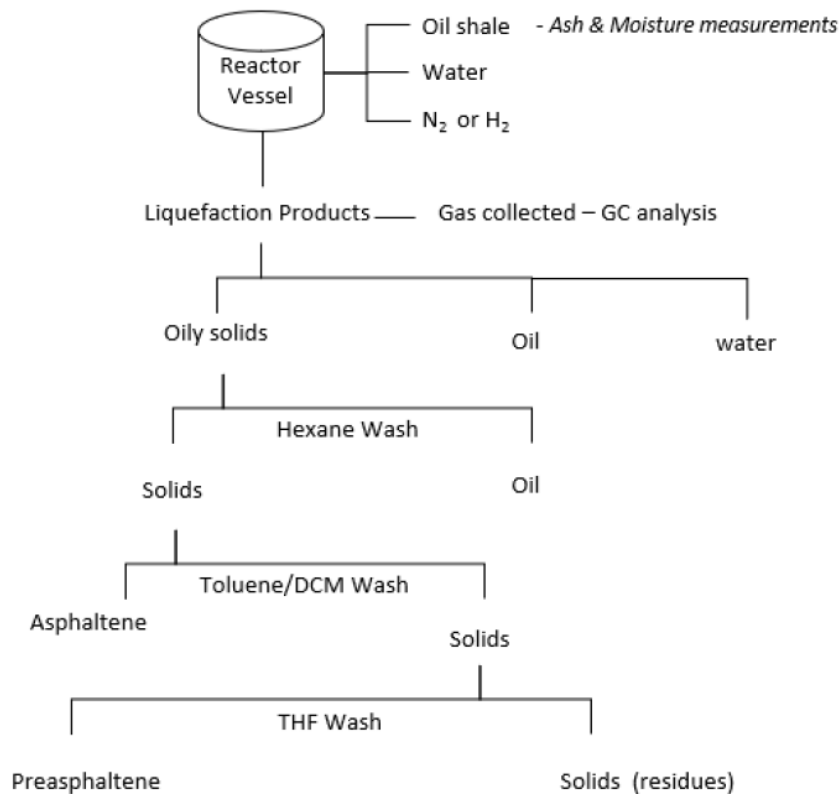 Oil shale - Ash & Moisture measurements
Reactor
Vessel
Water
N₂ or H₂
Liquefaction Products Gas collected – GC analysis
Oily solids Oil water
Hexane Wash
Solids Oil
Toluene/DCM Wash
Asphaltene
Solids
THF Wash
Preasphaltene Solids (residues)